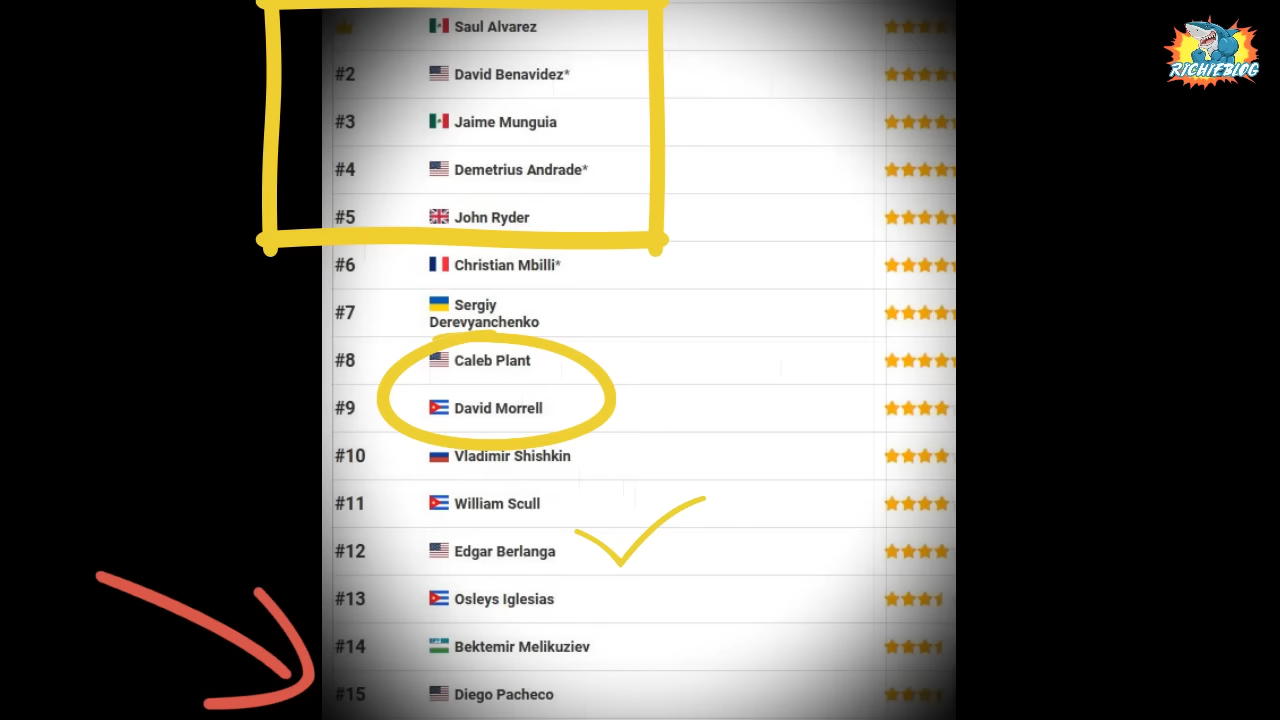 Saul Alvarez
RICHIEBLOG
#2 David Benavidez*
#3 Jaime Munguia
#4 Demetrius Andrade*
#5 John Ryder
#6 Christian Mbilli*
#7 Sergiy
Derevyanchenko
#8 Caleb Plant
#9 David Morrell
#10 Vladimir Shishkin
#11 William Scull
#12 Edgar Berlanga
#13 Osleys Iglesias
#14 Bektemir Melikuziev
#15 Diego Pacheco